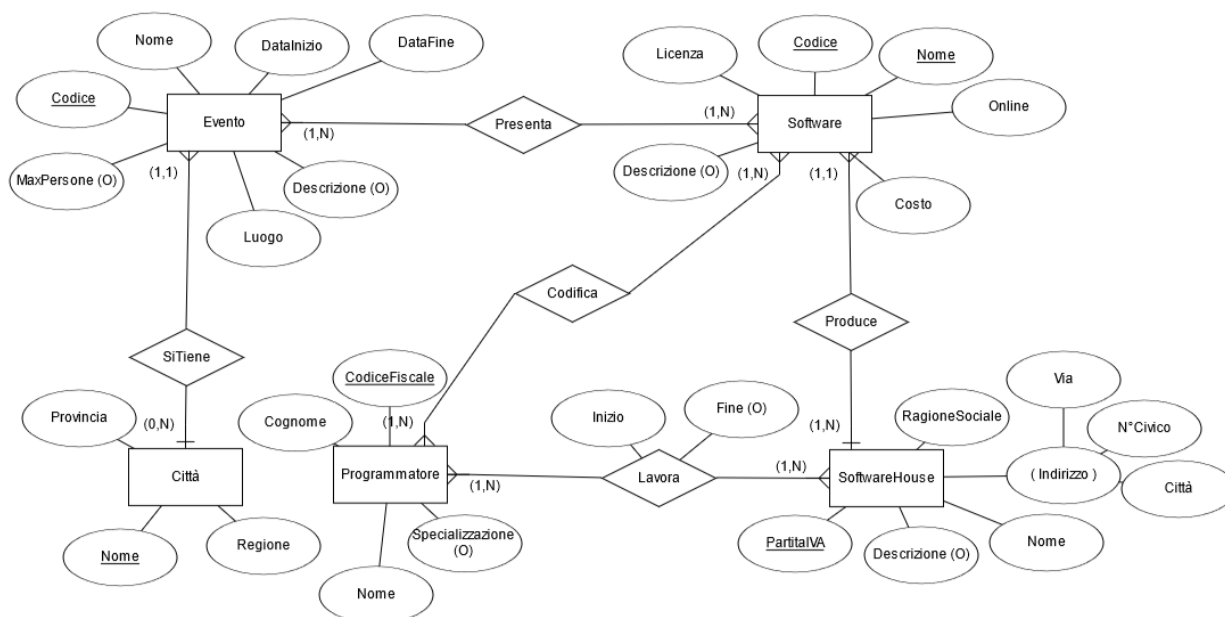 Nome
DataInizio
DataFine
Codice
Evento
(1,N)
MaxPersone (O)
(1,1)
Descrizione (O)
Luogo
Presenta
Licenza
Codice
Nome
Online
(1,N)
Software
Descrizione (O)
(1,N)
(1,1)
Costo
Codifica
Produce
SiTiene
Provincia
(0,N)
Città
Nome
Regione
CodiceFiscale
Cognome
(1,N)
Programmatore
(1,N)
Specializzazione
(O)
Nome
Inizio
Fine (O)
Lavora
(1,N)
(1,N)
RagioneSociale
SoftwareHouse
Via
N°Civico
( Indirizzo )
Città
PartitaIVA
Descrizione (O)
Nome